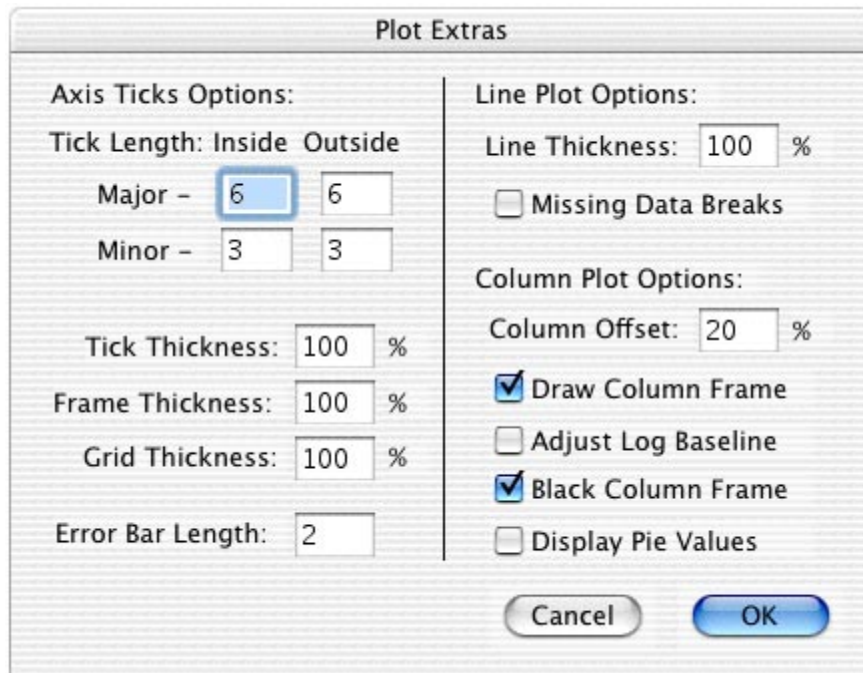 Plot Extras
Axis Ticks Options:
Tick Length: Inside Outside
Major – 6 6
Minor – 3 3
Tick Thickness: 100 %
Frame Thickness: 100 %
Grid Thickness: 100 %
Error Bar Length: 2
Line Plot Options:
Line Thickness: 100 %
Missing Data Breaks
Column Plot Options:
Column Offset: 20 %
Draw Column Frame
Adjust Log Baseline
Black Column Frame
Display Pie Values
Cancel OK